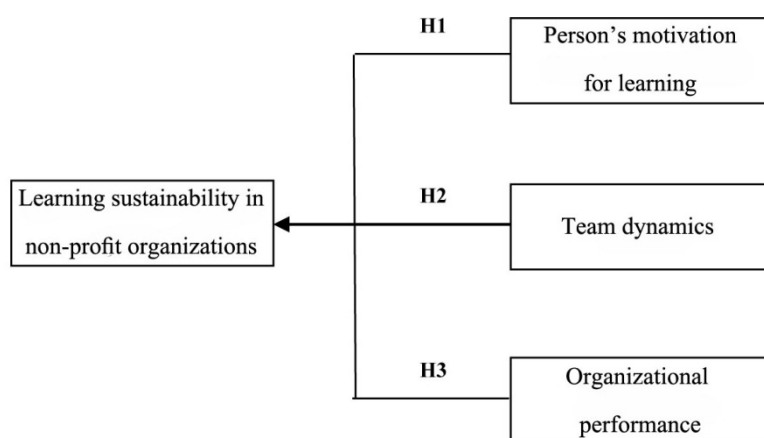 H1
Person's motivation
for learning
Learning sustainability in
non-profit organizations
H2
Team dynamics
H3
Organizational
performance